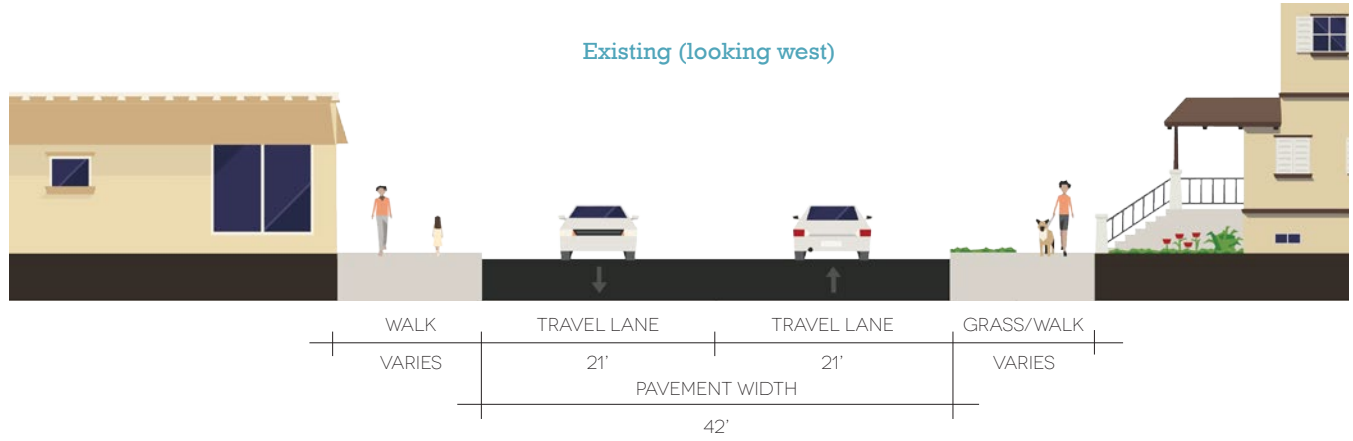 Existing (looking west)
WALK TRAVEL LANE TRAVEL LANE GRASS/WALK
VARIES 21' 21' VARIES
PAVEMENT WIDTH
42'